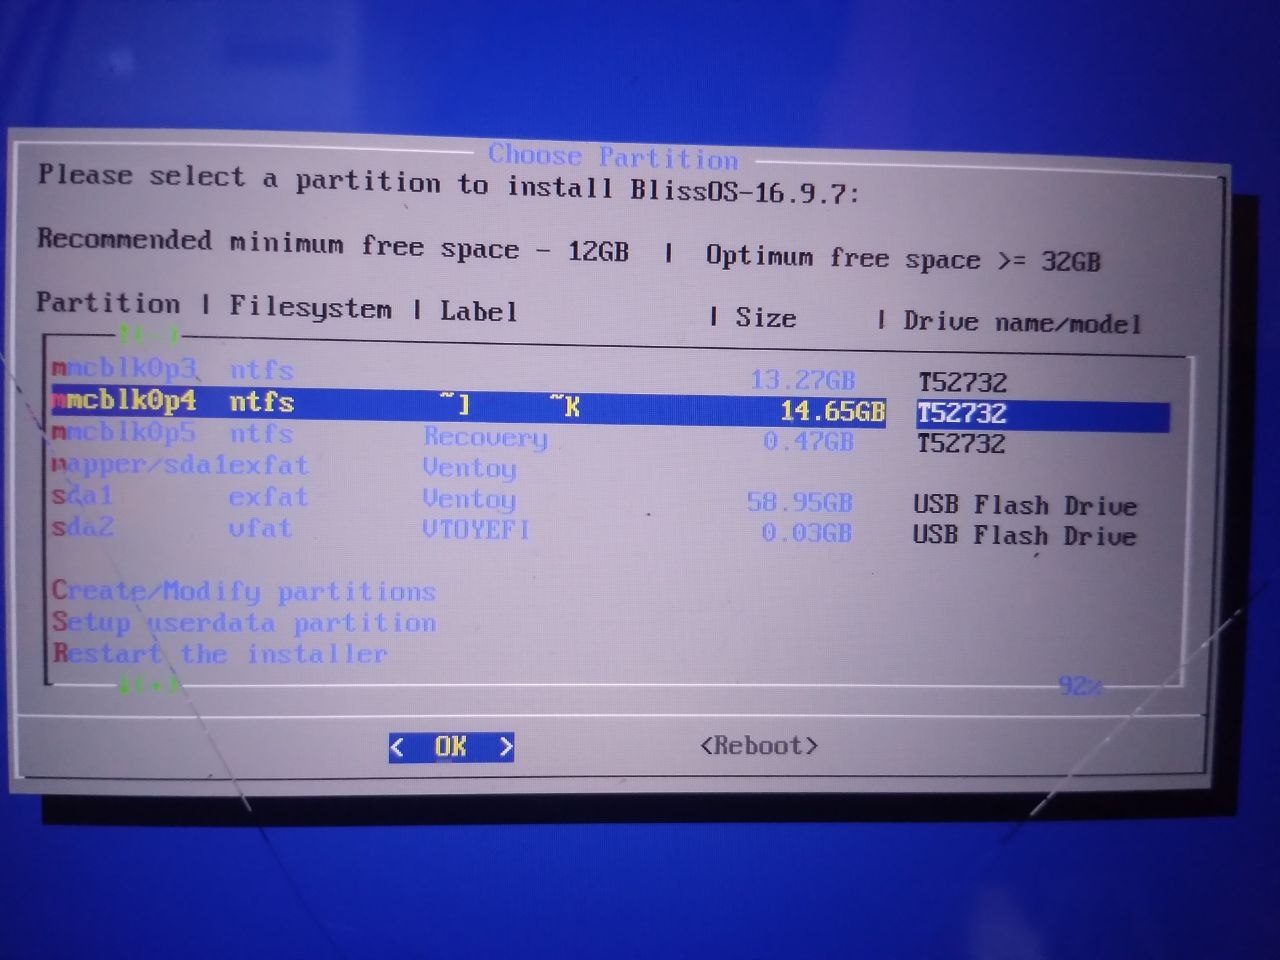 Choose Partition
Please select a partition to install BlissOS-16.9.7:
Recommended minimum free space - 12GB | Optimum free space >= 32GB
Partition | Filesystem | Label | Size | Drive name/model
↑(-)
mmcblk0p3 ntfs 13.27GB T52732
mmcblk0p4 ntfs ~] ~K 14.65GB T52732
mmcblk0p5 ntfs Recovery 0.47GB T52732
mapper/sda1exfat Ventoy
sda1 exfat Ventoy 58.95GB USB Flash Drive
sda2 vfat VTOYEFI 0.03GB USB Flash Drive
Create/Modify partitions
Setup userdata partition
Restart the installer
↓(+) 92%
< OK > <Reboot>